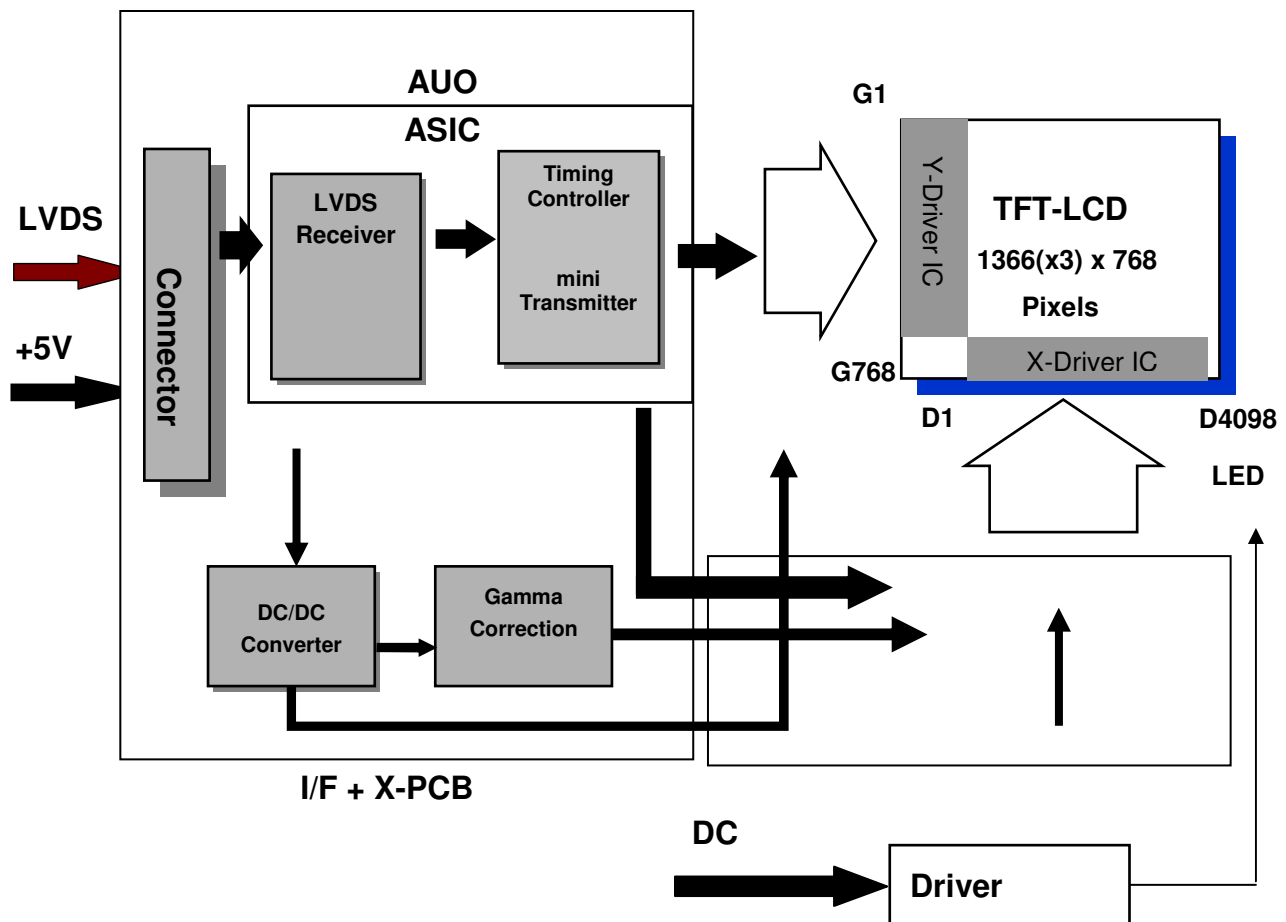 AUO
ASIC
G1
LVDS
+5V
Connector
LVDS
Receiver
Timing
Controller
mini
Transmitter
Y-Driver IC
TFT-LCD
1366(x3) x 768
Pixels
X-Driver IC
G768
D1
D4098
LED
DC/DC
Converter
Gamma
Correction
I/F + X-PCB
DC
Driver